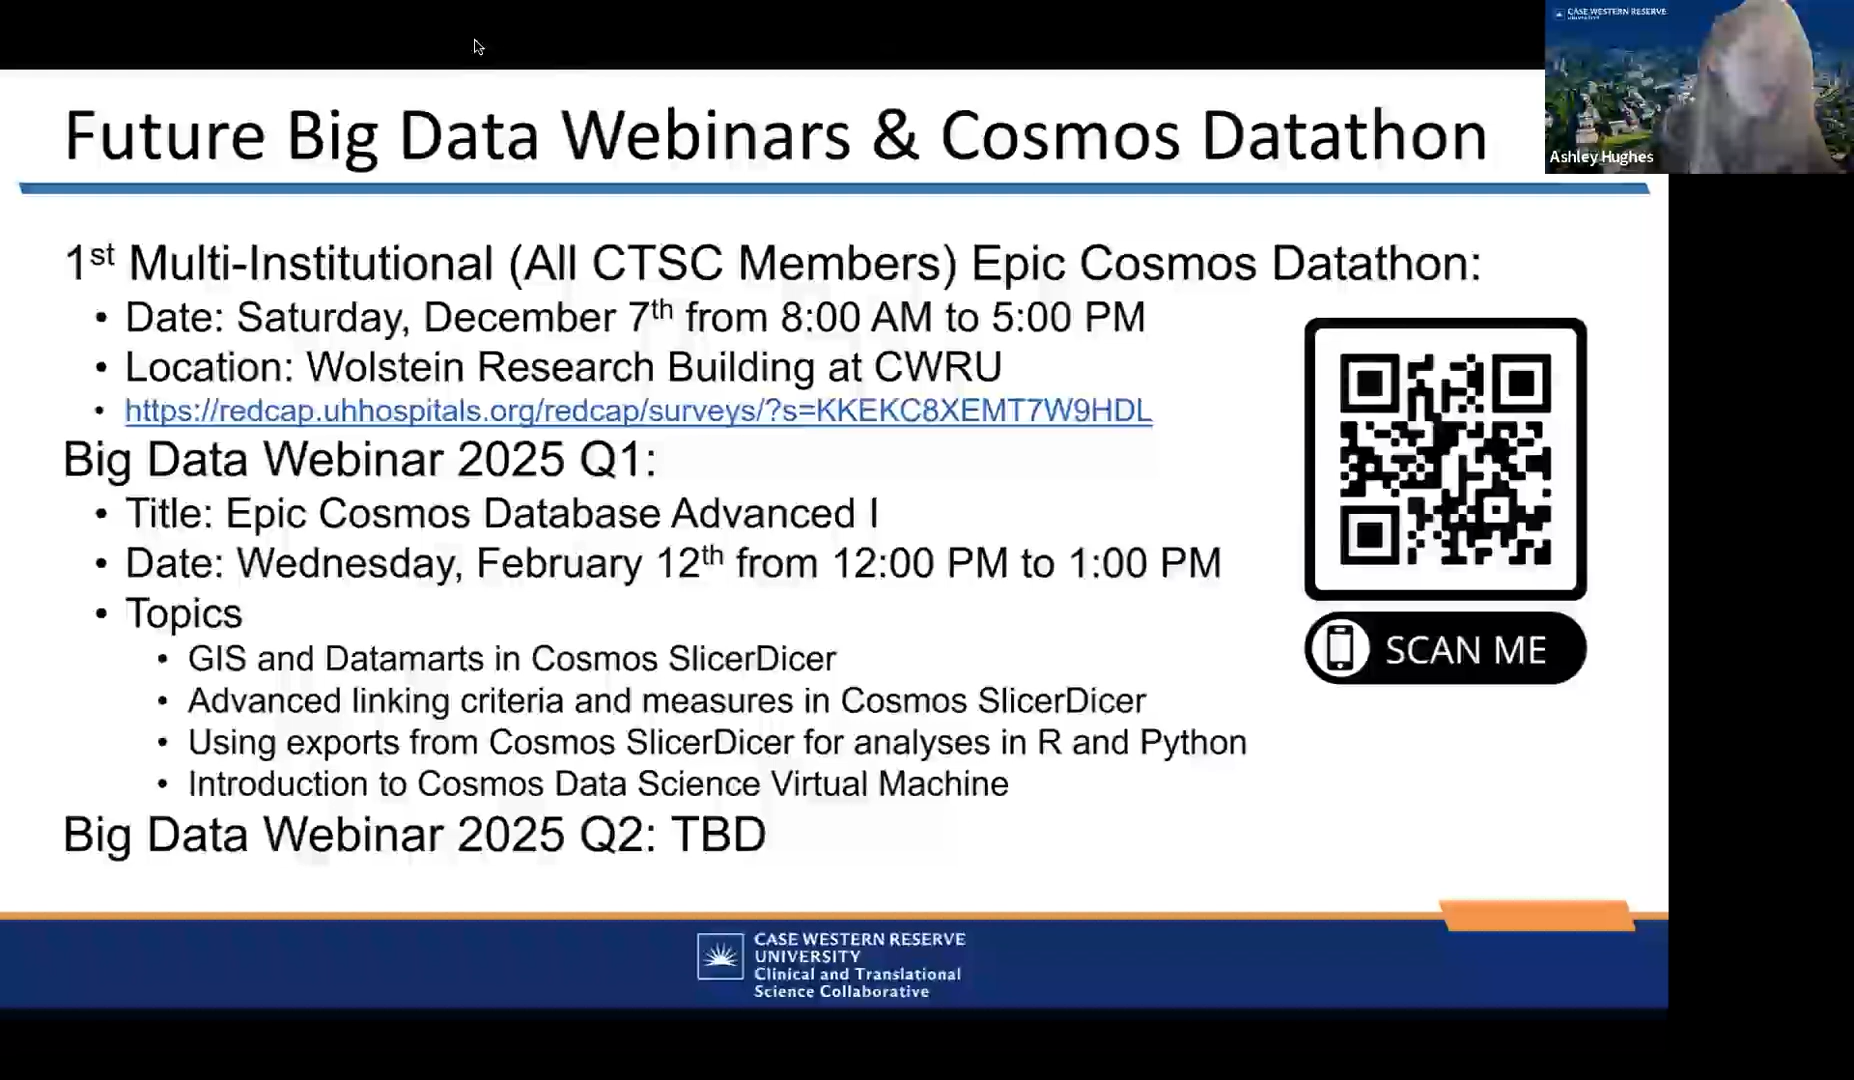 CASE WESTERN RESERVE
UNIVERSITY
Ashley Hughes
Future Big Data Webinars & Cosmos Datathon
1st Multi-Institutional (All CTSC Members) Epic Cosmos Datathon:
• Date: Saturday, December 7th from 8:00 AM to 5:00 PM
• Location: Wolstein Research Building at CWRU
• https://redcap.uhhospitals.org/redcap/surveys/?s=KKEKC8XEMT7W9HDL
Big Data Webinar 2025 Q1:
• Title: Epic Cosmos Database Advanced I
• Date: Wednesday, February 12th from 12:00 PM to 1:00 PM
• Topics
• GIS and Datamarts in Cosmos SlicerDicer
• Advanced linking criteria and measures in Cosmos SlicerDicer
• Using exports from Cosmos SlicerDicer for analyses in R and Python
• Introduction to Cosmos Data Science Virtual Machine
Big Data Webinar 2025 Q2: TBD
SCAN ME
CASE WESTERN RESERVE
UNIVERSITY
Clinical and Translational
Science Collaborative